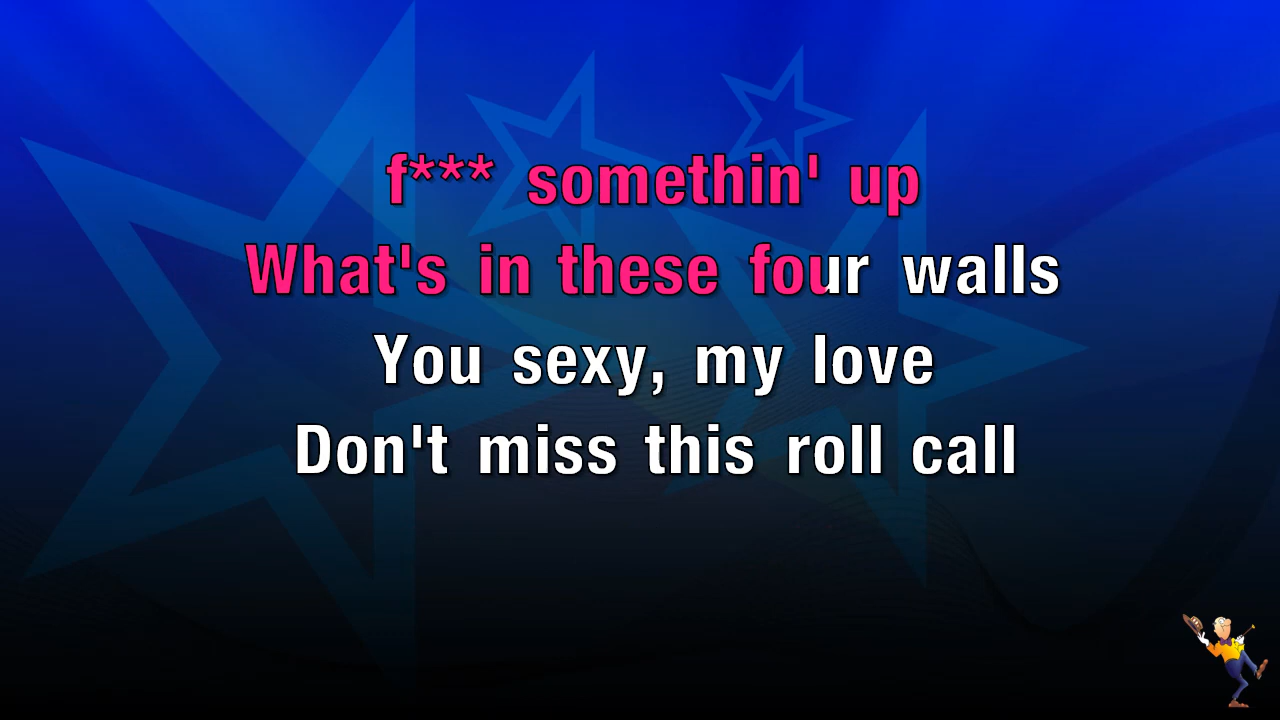 f*** somethin' up
What's in these four walls
You sexy, my love
Don't miss this roll call